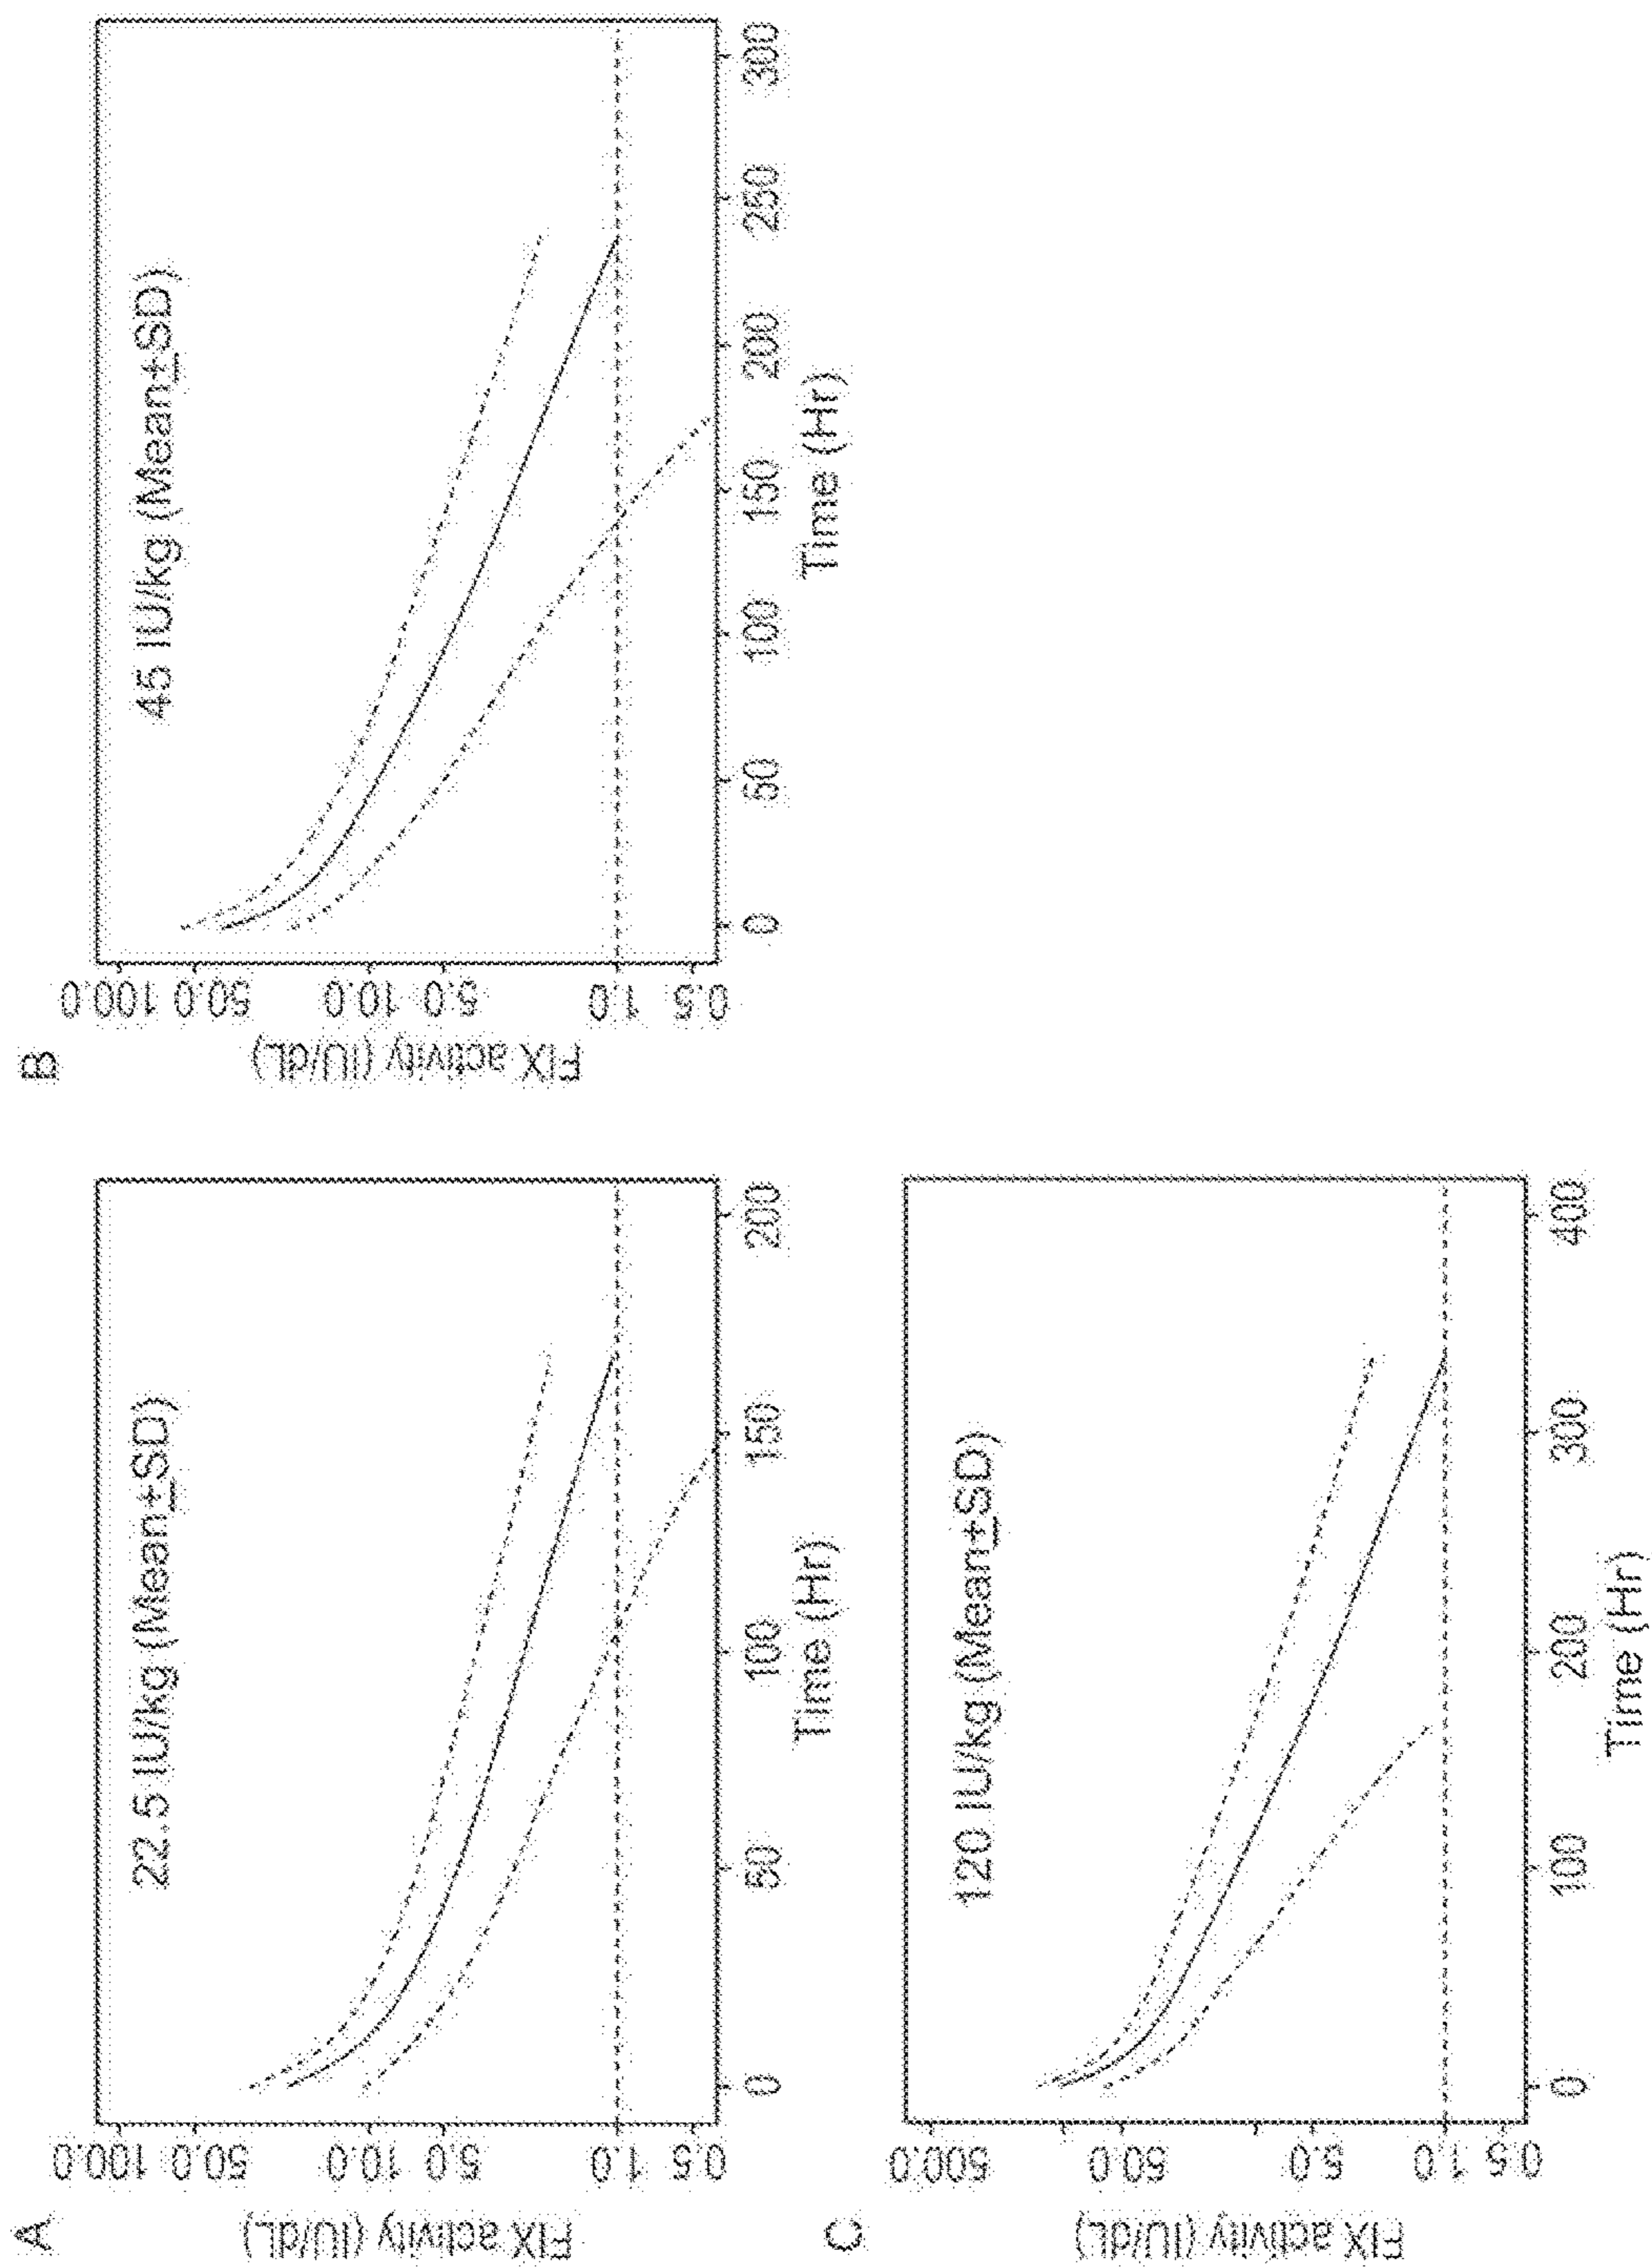 A
22.5 IU/kg (Mean±SD)
FIX activity (IU/dL)
100.0
50.0
10.0
5.0
1.0
0.5
0 50 100 150 200
Time (Hr)
B
45 IU/kg (Mean±SD)
FIX activity (IU/dL)
100.0
50.0
10.0
5.0
1.0
0.5
0 50 100 150 200 250 300
Time (Hr)
C
120 IU/kg (Mean±SD)
FIX activity (IU/dL)
500.0
50.0
5.0
1.0
0.5
0 100 200 300 400
Time (Hr)